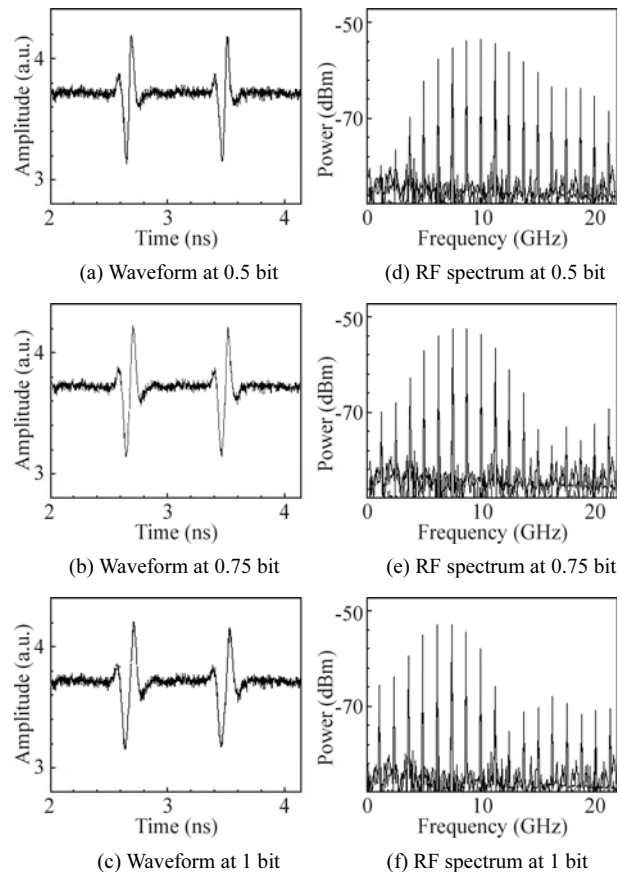 Amplitude (a.u.)
4
3
2 3 4
Time (ns)
(a) Waveform at 0.5 bit
Power (dBm)
-50
-70
0 10 20
Frequency (GHz)
(d) RF spectrum at 0.5 bit
Amplitude (a.u.)
4
3
2 3 4
Time (ns)
(b) Waveform at 0.75 bit
Power (dBm)
-50
-70
0 10 20
Frequency (GHz)
(e) RF spectrum at 0.75 bit
Amplitude (a.u.)
4
3
2 3 4
Time (ns)
(c) Waveform at 1 bit
Power (dBm)
-50
-70
0 10 20
Frequency (GHz)
(f) RF spectrum at 1 bit